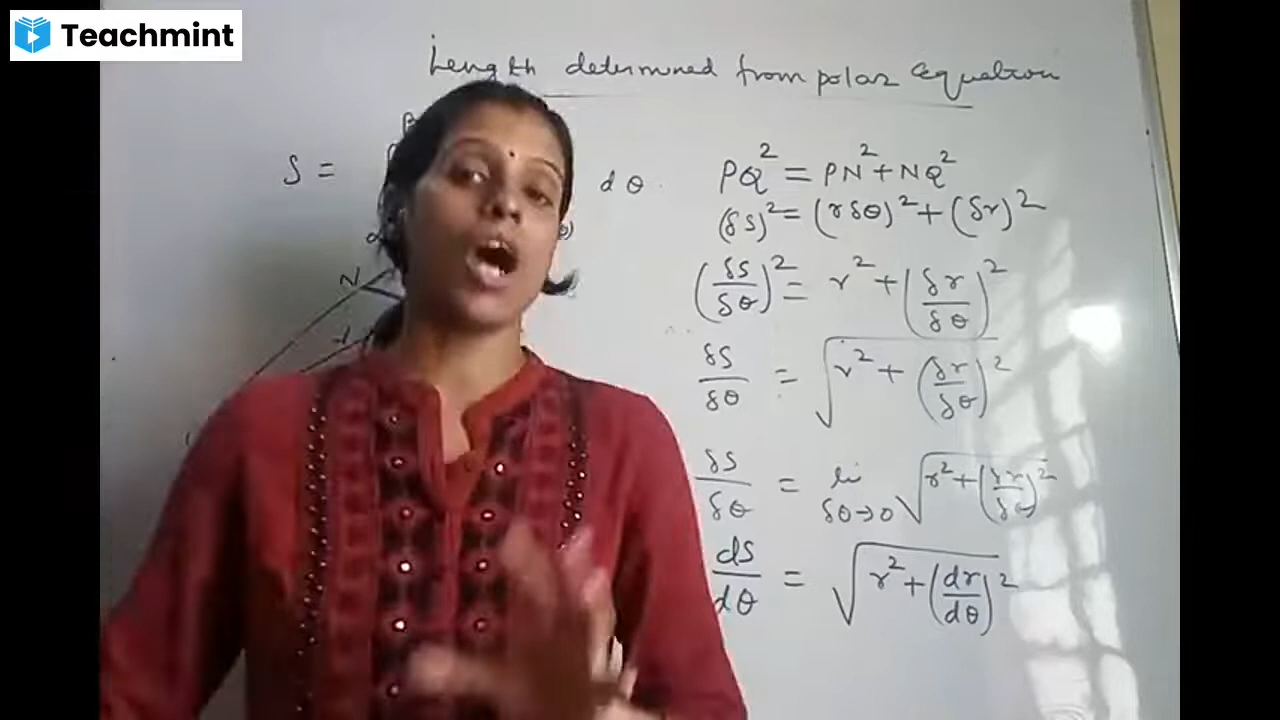 Teachmint
Length determined from polar equation
S =
dθ
N
PQ² = PN² + NQ²
(δs)² = (rδθ)² + (δr)²
(δs/δθ)² = r² + (δr/δθ)²
δs/δθ = √(r² + (δr/δθ)²)
δs/δθ = li δθ→0 √(r² + (δr/δθ)²)
ds/dθ = √(r² + (dr/dθ)²)